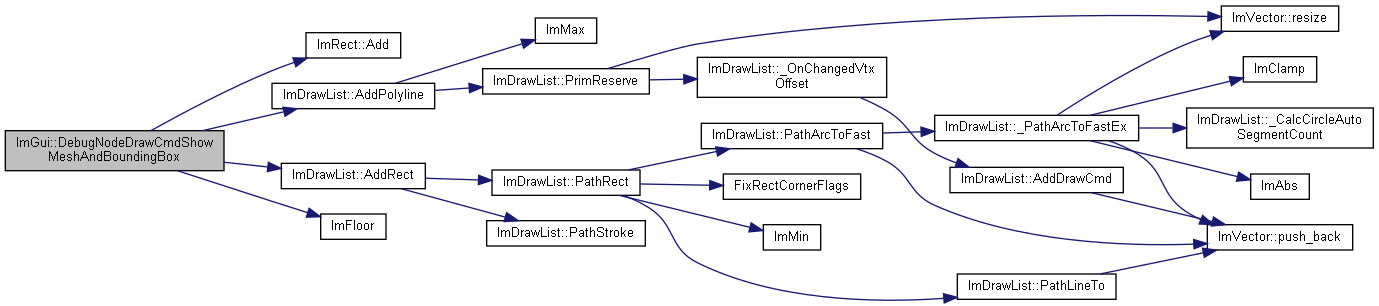 ImGui::DebugNodeDrawCmdShow
MeshAndBoundingBox
ImRect::Add
ImDrawList::AddPolyline
ImDrawList::AddRect
ImFloor
ImMax
ImDrawList::PrimReserve
ImDrawList::PathRect
ImDrawList::PathStroke
ImDrawList::_OnChangedVtx
Offset
ImDrawList::PathArcToFast
FixRectCornerFlags
ImMin
ImDrawList::_PathArcToFastEx
ImDrawList::AddDrawCmd
ImDrawList::PathLineTo
ImVector::resize
ImClamp
ImDrawList::_CalcCircleAuto
SegmentCount
ImAbs
ImVector::push_back